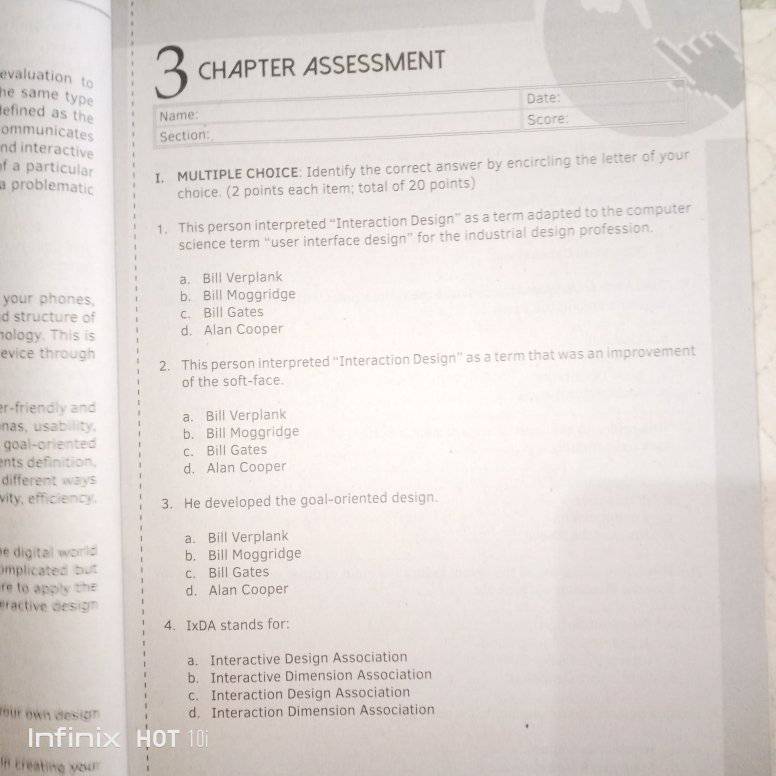 evaluation to
he same type
defined as the
ommunicates
nd interactive
of a particular
a problematic
your phones,
d structure of
nology. This is
evice through
er-friendly and
nas, usability,
goal-oriented
ents definition,
different ways
vity, efficiency,
he digital world
omplicated but
re to apply the
eractive design
your own design
in creating your
3 CHAPTER ASSESSMENT
Name:
Date:
Section:
Score:
I. MULTIPLE CHOICE: Identify the correct answer by encircling the letter of your
choice. (2 points each item; total of 20 points)
1. This person interpreted “Interaction Design” as a term adapted to the computer
science term “user interface design” for the industrial design profession.
a. Bill Verplank
b. Bill Moggridge
c. Bill Gates
d. Alan Cooper
2. This person interpreted “Interaction Design” as a term that was an improvement
of the soft-face.
a. Bill Verplank
b. Bill Moggridge
c. Bill Gates
d. Alan Cooper
3. He developed the goal-oriented design.
a. Bill Verplank
b. Bill Moggridge
c. Bill Gates
d. Alan Cooper
4. IxDA stands for:
a. Interactive Design Association
b. Interactive Dimension Association
c. Interaction Design Association
d. Interaction Dimension Association
Infinix HOT 10i